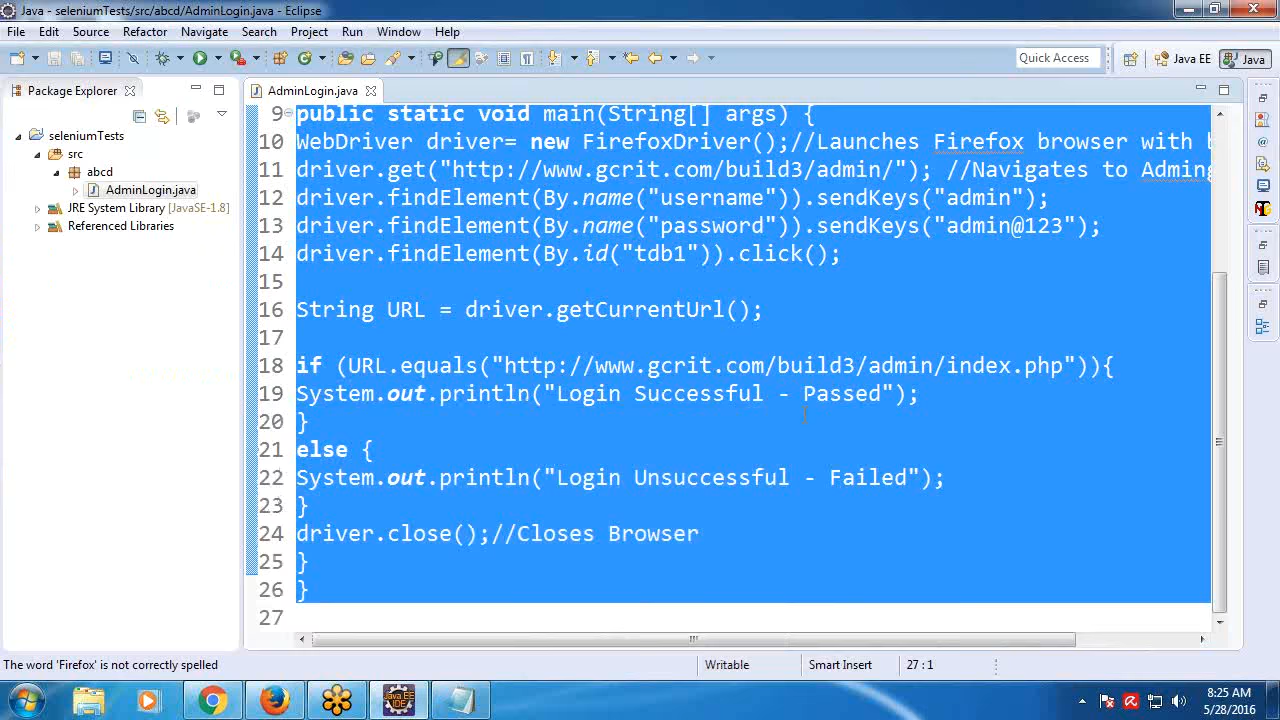 Java - seleniumTests/src/abcd/AdminLogin.java - Eclipse
File Edit Source Refactor Navigate Search Project Run Window Help
Quick Access Java EE Java
Package Explorer
seleniumTests
src
abcd
AdminLogin.java
JRE System Library [JavaSE-1.8]
Referenced Libraries
AdminLogin.java
9 public static void main(String[] args) {
10 WebDriver driver= new FirefoxDriver();//Launches Firefox browser with
11 driver.get("http://www.gcrit.com/build3/admin/"); //Navigates to Adming
12 driver.findElement(By.name("username")).sendKeys("admin");
13 driver.findElement(By.name("password")).sendKeys("admin@123");
14 driver.findElement(By.id("tdb1")).click();
15
16 String URL = driver.getCurrentUrl();
17
18 if (URL.equals("http://www.gcrit.com/build3/admin/index.php")){
19 System.out.println("Login Successful - Passed");
20 }
21 else {
22 System.out.println("Login Unsuccessful - Failed");
23 }
24 driver.close();//Closes Browser
25 }
26 }
27
The word 'Firefox' is not correctly spelled Writable Smart Insert 27 : 1
Java EE
IDE
8:25 AM
5/28/2016